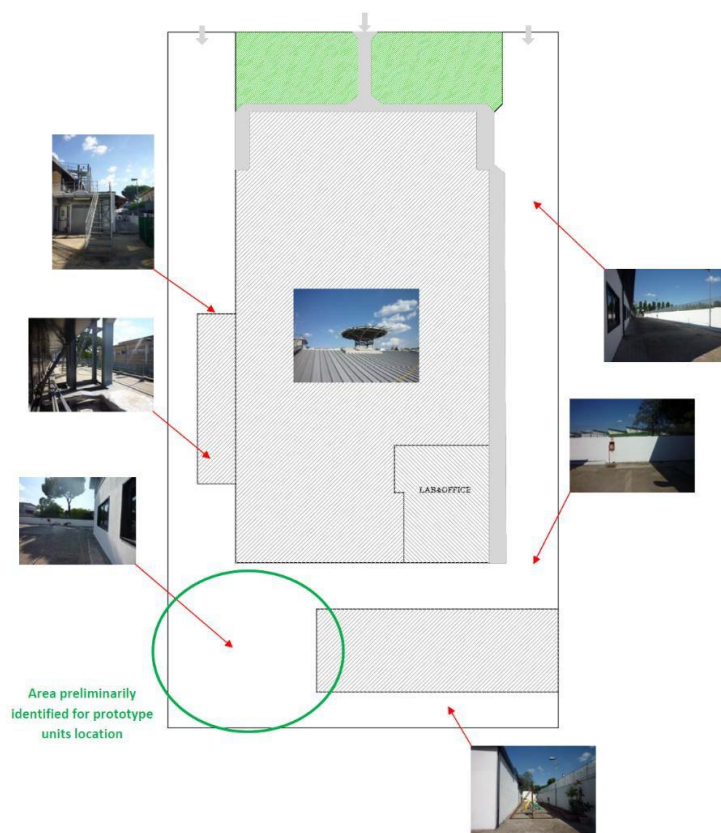 LAB&OFFICE
Area preliminarily
identified for prototype
units location